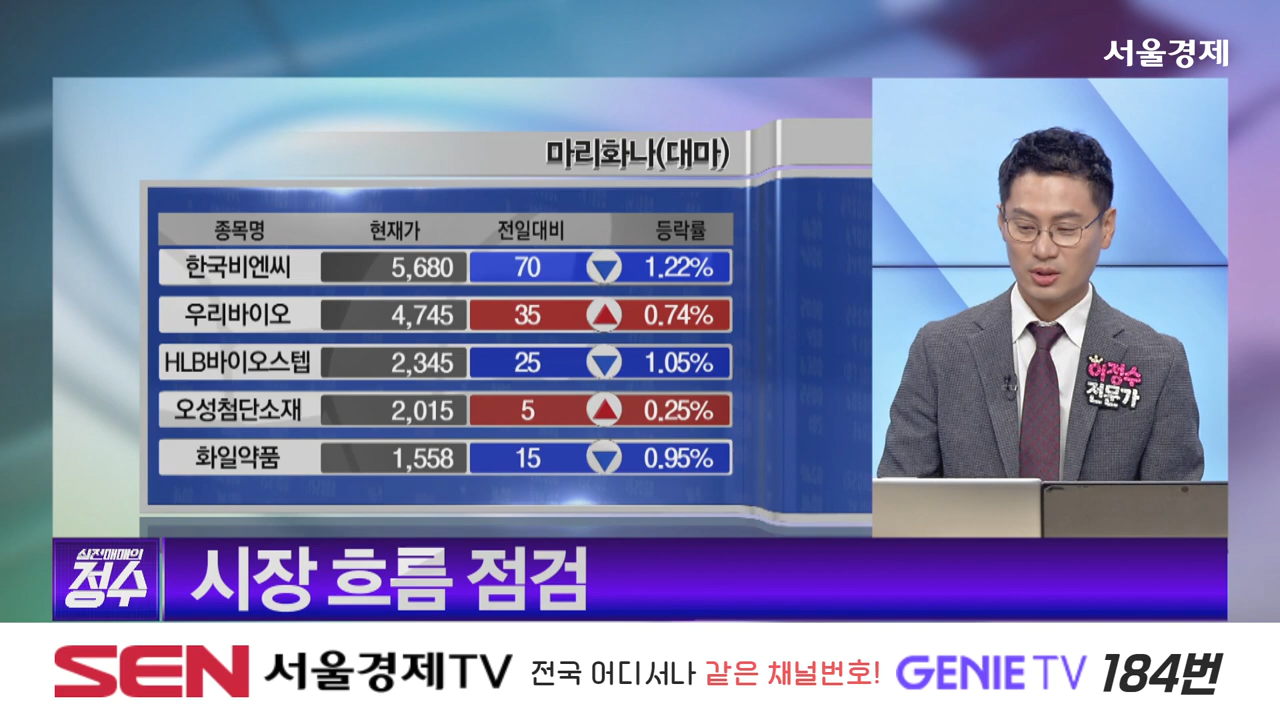 서울경제
마리화나(대마)
종목명 현재가 전일대비 등락률
한국비엔씨 5,680 70 ▼ 1.22%
우리바이오 4,745 35 ▲ 0.74%
HLB바이오스텝 2,345 25 ▼ 1.05%
오성첨단소재 2,015 5 ▲ 0.25%
화일약품 1,558 15 ▼ 0.95%
이정수
전문가
실전매매의
정수
시장 흐름 점검
SEN 서울경제TV 전국 어디서나 같은 채널번호! GENIE TV 184번